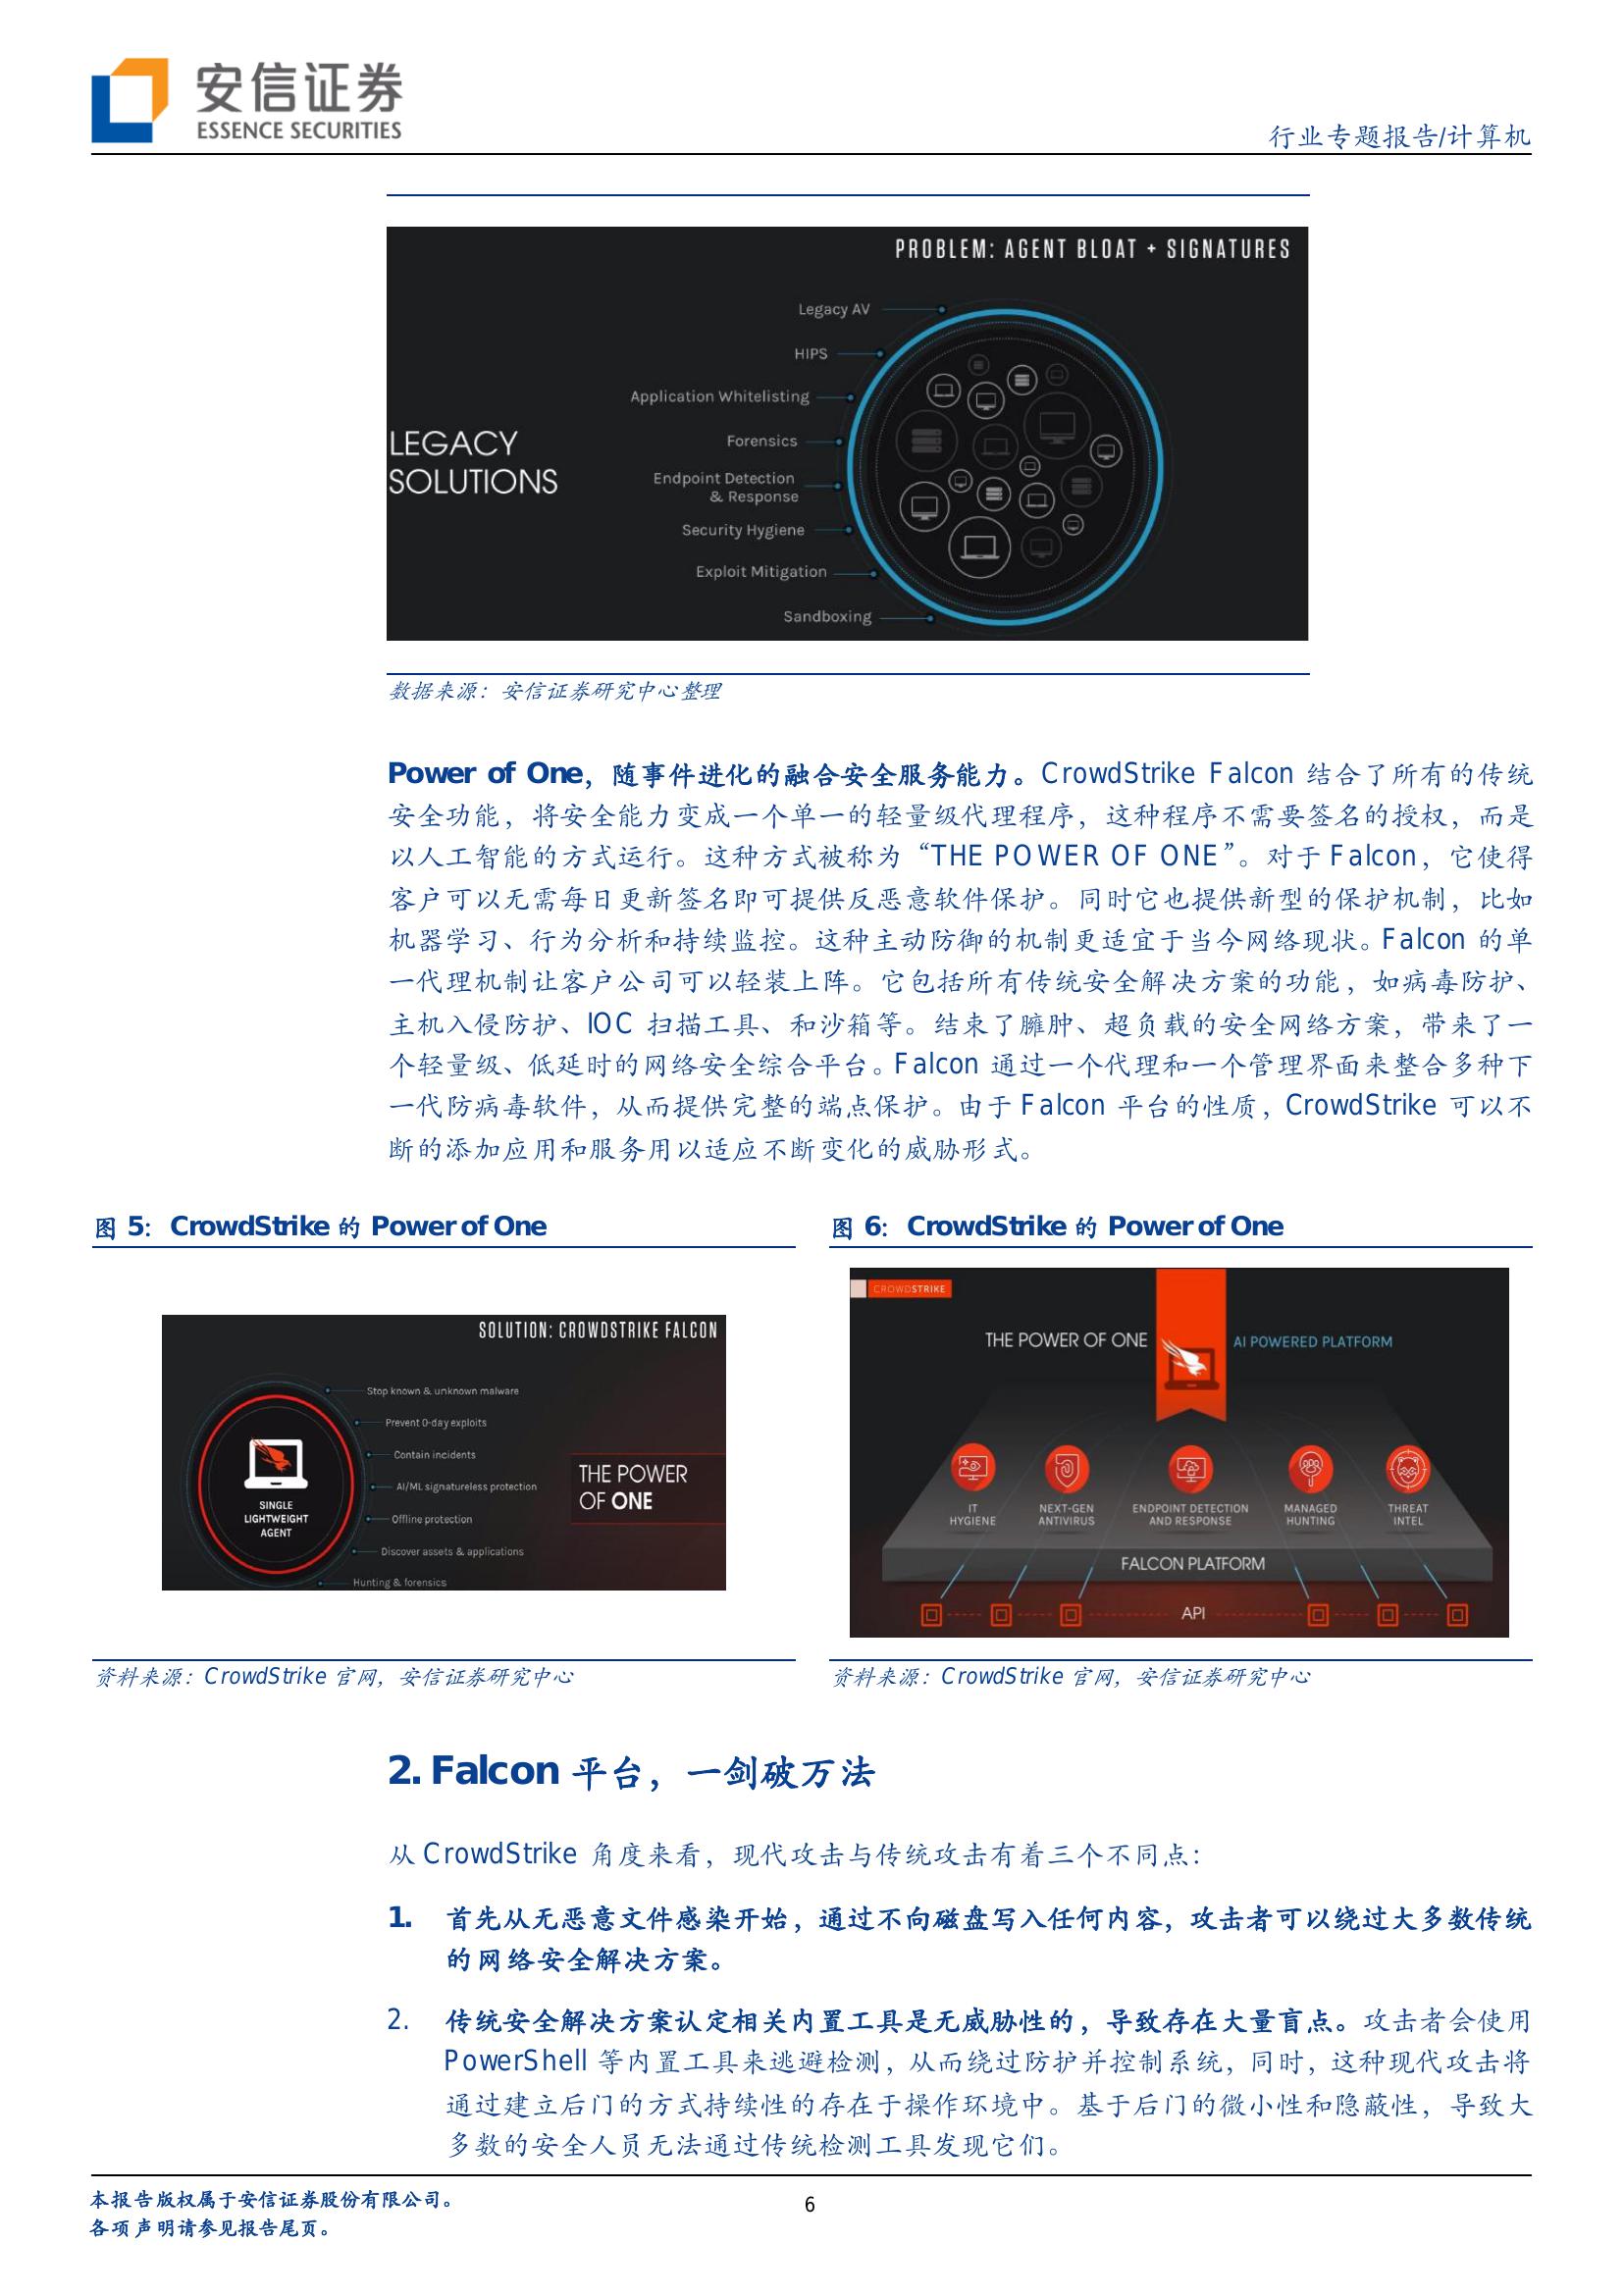 安信证券
ESSENCE SECURITIES
行业专题报告/计算机
PROBLEM: AGENT BLOAT + SIGNATURES
LEGACY
SOLUTIONS
Legacy AV
HIPS
Application Whitelisting
Forensics
Endpoint Detection
& Response
Security Hygiene
Exploit Mitigation
Sandboxing
数据来源：安信证券研究中心整理
Power of One，随事件进化的融合安全服务能力。CrowdStrike Falcon 结合了所有的传统
安全功能，将安全能力变成一个单一的轻量级代理程序，这种程序不需要签名的授权，而是
以人工智能的方式运行。这种方式被称为“THE POWER OF ONE”。对于 Falcon，它使得
客户可以无需每日更新签名即可提供反恶意软件保护。同时它也提供新型的保护机制，比如
机器学习、行为分析和持续监控。这种主动防御的机制更适宜于当今网络现状。Falcon 的单
一代理机制让客户公司可以轻装上阵。它包括所有传统安全解决方案的功能，如病毒防护、
主机入侵防护、IOC 扫描工具、和沙箱等。结束了臃肿、超负载的安全网络方案，带来了一
个轻量级、低延时的网络安全综合平台。Falcon 通过一个代理和一个管理界面来整合多种下
一代防病毒软件，从而提供完整的端点保护。由于 Falcon 平台的性质，CrowdStrike 可以不
断的添加应用和服务用以适应不断变化的威胁形式。
图 5：CrowdStrike 的 Power of One
SOLUTION: CROWDSTRIKE FALCON
SINGLE
LIGHTWEIGHT
AGENT
Stop known & unknown malware
Prevent 0-day exploits
Contain incidents
AI/ML signatureless protection
Offline protection
Discover assets & applications
Hunting & forensics
THE POWER
OF ONE
资料来源：CrowdStrike 官网，安信证券研究中心
图 6：CrowdStrike 的 Power of One
CROWDSTRIKE
THE POWER OF ONE
AI POWERED PLATFORM
IT
HYGIENE
NEXT-GEN
ANTIVIRUS
ENDPOINT DETECTION
AND RESPONSE
MANAGED
HUNTING
THREAT
INTEL
FALCON PLATFORM
API
资料来源：CrowdStrike 官网，安信证券研究中心
2. Falcon 平台，一剑破万法
从 CrowdStrike 角度来看，现代攻击与传统攻击有着三个不同点：
1. 首先从无恶意文件感染开始，通过不向磁盘写入任何内容，攻击者可以绕过大多数传统
的网络安全解决方案。
2. 传统安全解决方案认定相关内置工具是无威胁性的，导致存在大量盲点。攻击者会使用
PowerShell 等内置工具来逃避检测，从而绕过防护并控制系统，同时，这种现代攻击将
通过建立后门的方式持续性的存在于操作环境中。基于后门的微小性和隐蔽性，导致大
多数的安全人员无法通过传统检测工具发现它们。
本报告版权属于安信证券股份有限公司。
各项声明请参见报告尾页。
6